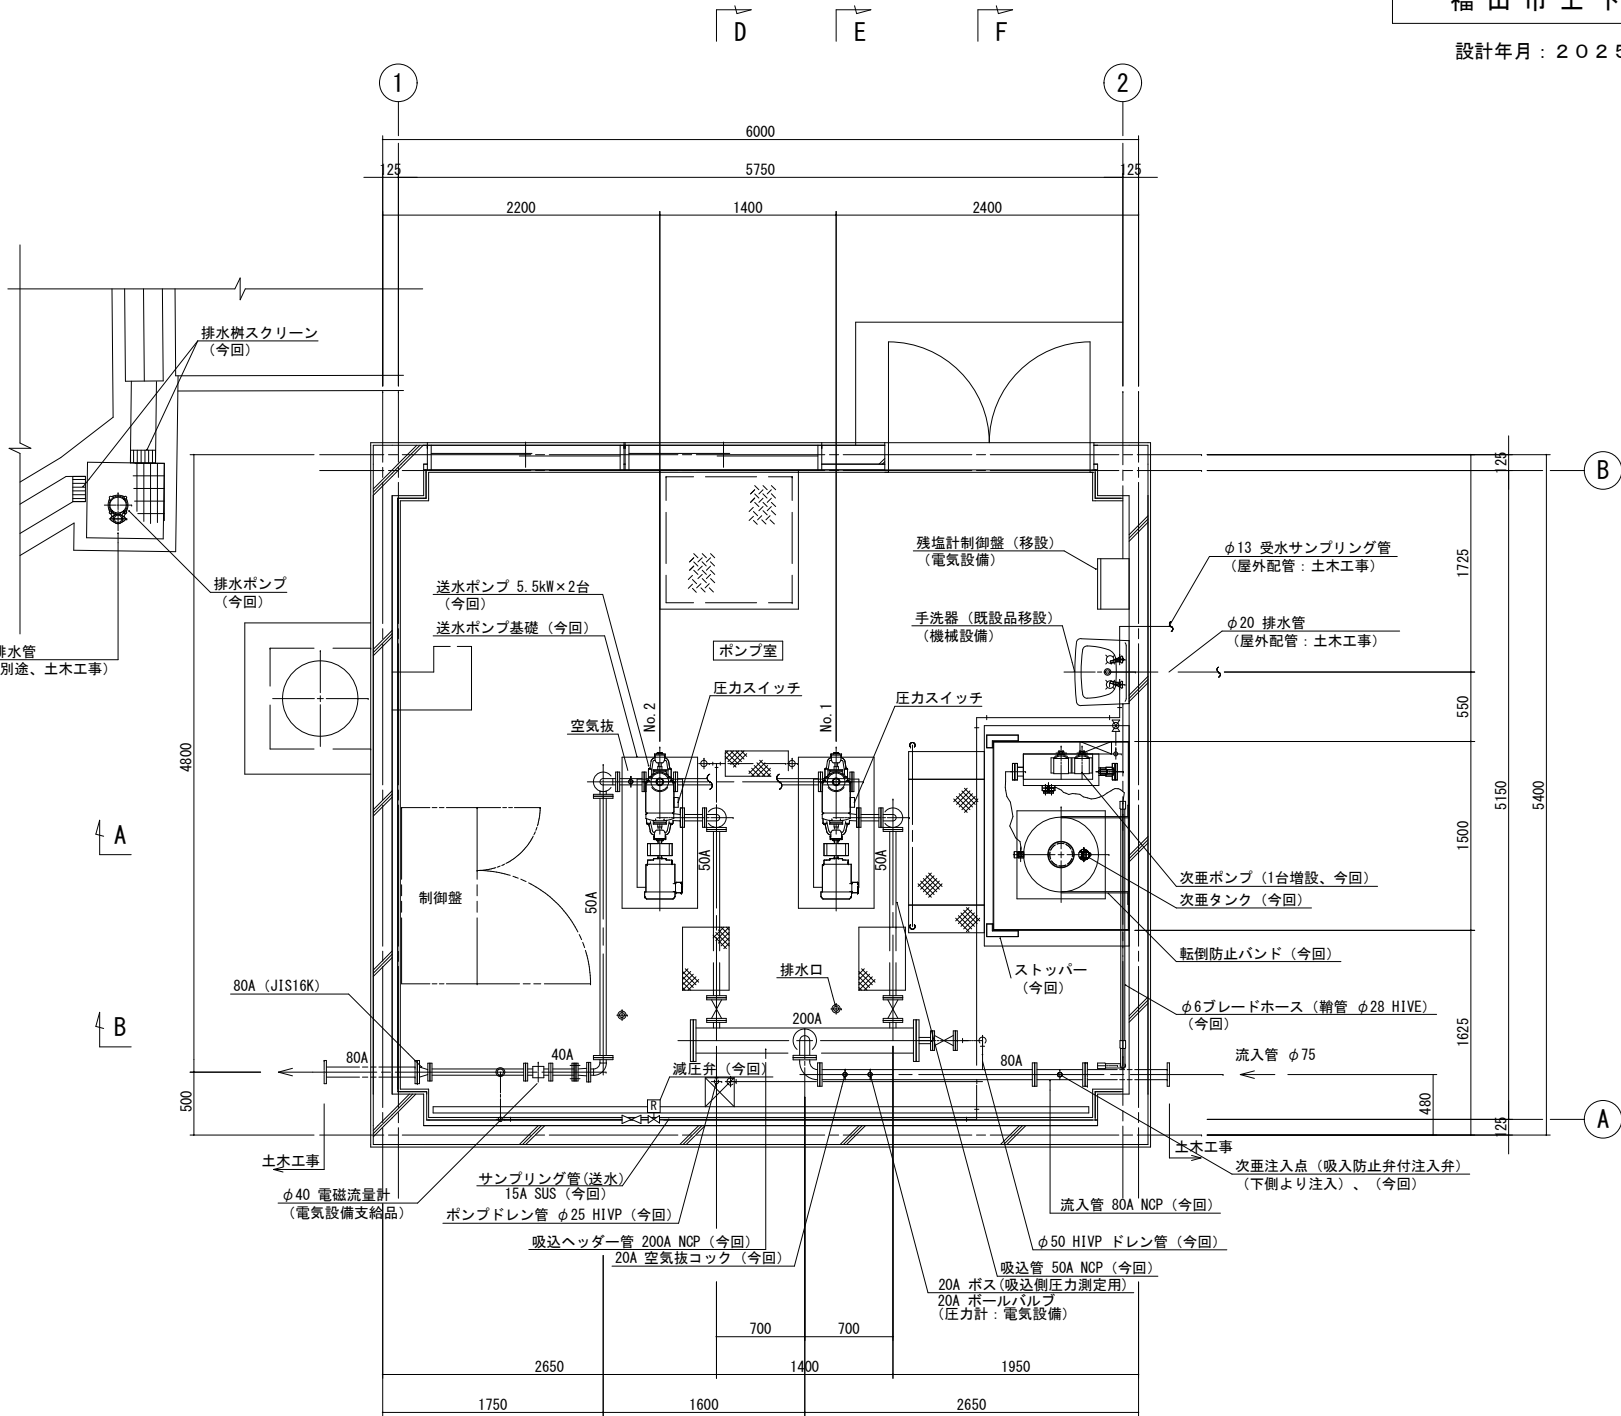 福山市上下
設計年月：２０２５
D
E
F
1
2
6000
125
5750
125
2200
1400
2400
排水桝スクリーン
(今回)
排水ポンプ
(今回)
排水管
別途、土木工事)
送水ポンプ 5.5kW×2台
(今回)
送水ポンプ基礎 (今回)
ポンプ室
残塩計制御盤 (移設)
(電気設備)
手洗器 (既設品移設)
(機械設備)
φ13 受水サンプリング管
(屋外配管：土木工事)
φ20 排水管
(屋外配管：土木工事)
B
125
1725
550
1500
1625
5150
5400
125
480
4800
500
No.2
No.1
圧力スイッチ
圧力スイッチ
空気抜
A
B
制御盤
50A
50A
50A
排水口
200A
ストッパー
(今回)
次亜ポンプ (1台増設、今回)
次亜タンク (今回)
転倒防止バンド (今回)
φ6ブレードホース (鞘管 φ28 HIVE)
(今回)
流入管 φ75
80A (JIS16K)
80A
40A
減圧弁 (今回)
R
80A
A
土木工事
土木工事
φ40 電磁流量計
(電気設備支給品)
サンプリング管(送水)
15A SUS (今回)
ポンプドレン管 φ25 HIVP (今回)
吸込ヘッダー管 200A NCP (今回)
20A 空気抜コック (今回)
次亜注入点 (吸入防止弁付注入弁)
(下側より注入)、(今回)
流入管 80A NCP (今回)
φ50 HIVP ドレン管 (今回)
吸込管 50A NCP (今回)
20A ボス(吸込側圧力測定用)
20A ボールバルブ
(圧力計：電気設備)
700
700
2650
1400
1950
1750
1600
2650